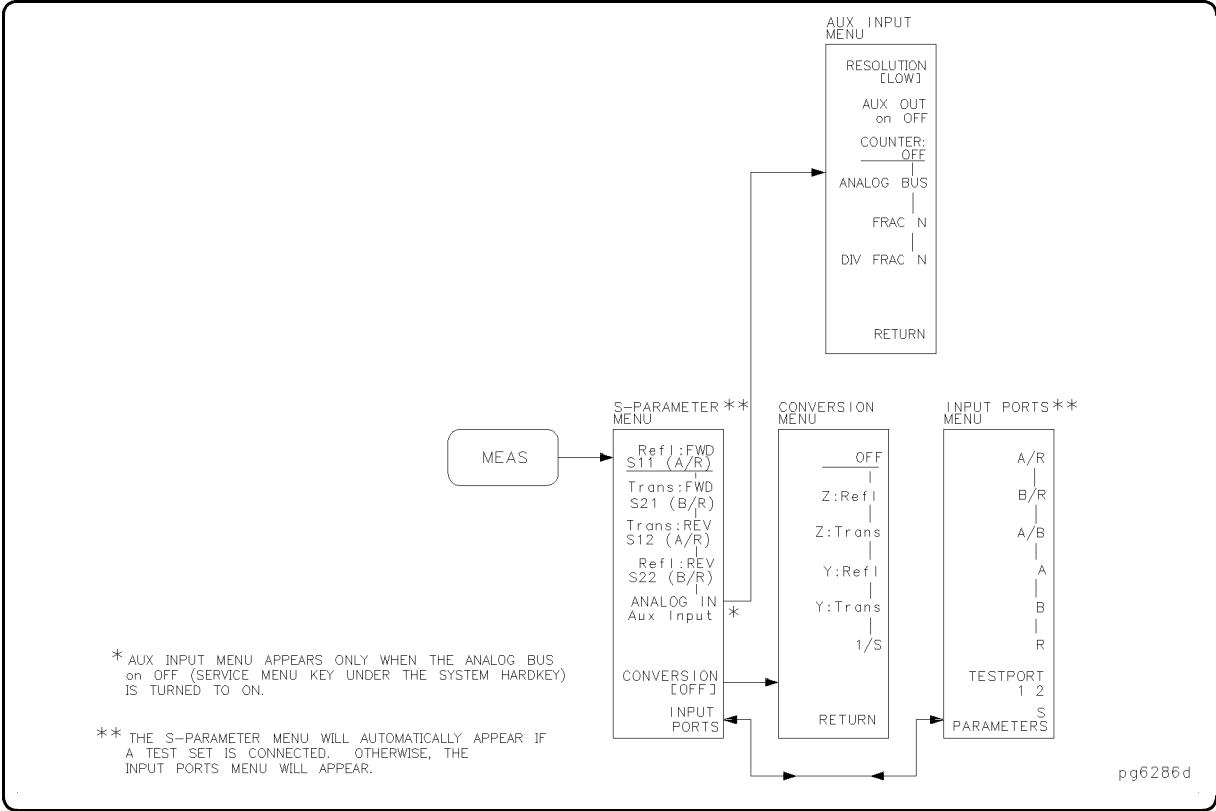 AUX INPUT
MENU
RESOLUTION
[LOW]
AUX OUT
on OFF
COUNTER:
OFF
ANALOG BUS
FRAC N
DIV FRAC N
RETURN
MEAS
S-PARAMETER **
MENU
Refl:FWD
S11 (A/R)
Trans:FWD
S21 (B/R)
Trans:REV
S12 (A/R)
Refl:REV
S22 (B/R)
ANALOG IN
Aux Input *
CONVERSION
[OFF]
INPUT
PORTS
CONVERSION
MENU
OFF
Z:Refl
Z:Trans
Y:Refl
Y:Trans
1/S
RETURN
INPUT PORTS **
MENU
A/R
B/R
A/B
A
B
R
TESTPORT
1 2
S
PARAMETERS
* AUX INPUT MENU APPEARS ONLY WHEN THE ANALOG BUS
on OFF (SERVICE MENU KEY UNDER THE SYSTEM HARDKEY)
IS TURNED TO ON.
** THE S-PARAMETER MENU WILL AUTOMATICALLY APPEAR IF
A TEST SET IS CONNECTED. OTHERWISE, THE
INPUT PORTS MENU WILL APPEAR.
pg6286d